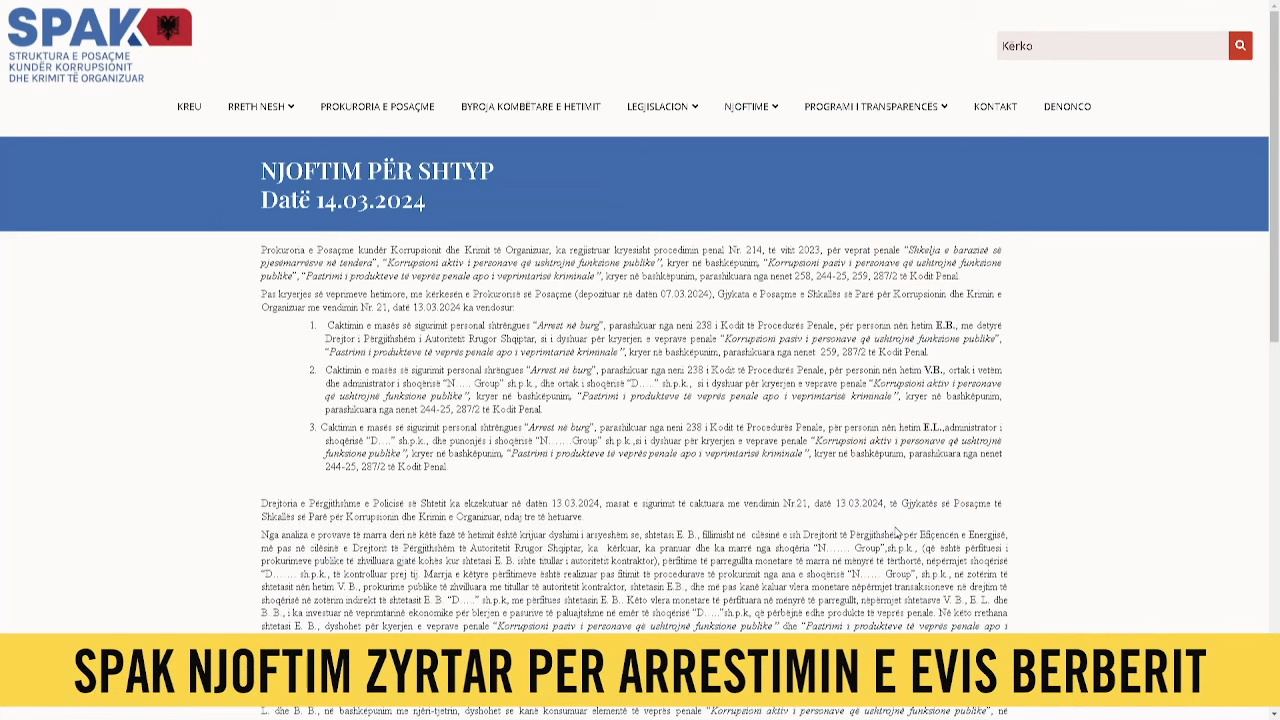 SPAK
STRUKTURA E POSAÇME
KUNDËR KORRUPSIONIT
DHE KRIMIT TË ORGANIZUAR
Kërko
KREU RRETH NESH PROKURORIA E POSAÇME BYROJA KOMBËTARE E HETIMIT LEGJISLACION NJOFTIME PROGRAMI I TRANSPARENCËS KONTAKT DENONCO
NJOFTIM PËR SHTYP
Datë 14.03.2024
Prokuroria e Posaçme kundër Korrupsionit dhe Krimit të Organizuar, ka regjistruar kryesisht procedimin penal Nr. 214, të vitit 2023, për veprat penale "Shkelja e barazisë së
pjesëmarrësve në tendera", "Korrupsioni aktiv i personave që ushtrojnë funksione publike", kryer në bashkëpunim, "Korrupsioni pasiv i personave që ushtrojnë funksione
publike", "Pastrimi i produkteve të veprës penale apo i veprimtarisë kriminale", kryer në bashkëpunim, parashikuara nga nenet 258, 244-25, 259, 287/2 të Kodit Penal.
Pas kryerjes së veprimeve hetimore, me kërkesën e Prokurorisë së Posaçme (depozituar në datën 07.03.2024), Gjykata e Posaçme e Shkallës së Parë për Korrupsionin dhe Krimin e
Organizuar me vendimin Nr. 21, datë 13.03.2024 ka vendosur:
1. Caktimin e masës së sigurimit personal shtrëngues "Arrest në burg", parashikuar nga neni 238 i Kodit të Procedurës Penale, për personin nën hetim E.B., me detyrë
Drejtor i Përgjithshëm i Autoritetit Rrugor Shqiptar, si i dyshuar për kryerjen e veprave penale "Korrupsioni pasiv i personave që ushtrojnë funksione publike",
"Pastrimi i produkteve të veprës penale apo i veprimtarisë kriminale", kryer në bashkëpunim, parashikuara nga nenet 259, 287/2 të Kodit Penal.
2. Caktimin e masës së sigurimit personal shtrëngues "Arrest në burg", parashikuar nga neni 238 i Kodit të Procedurës Penale, për personin nën hetim V.B., ortak i vetëm
dhe administrator i shoqërisë "N….. Group" sh.p.k., dhe ortak i shoqërisë "D….." sh.p.k., si i dyshuar për kryerjen e veprave penale "Korrupsioni aktiv i personave
që ushtrojnë funksione publike", kryer në bashkëpunim, "Pastrimi i produkteve të veprës penale apo i veprimtarisë kriminale", kryer në bashkëpunim,
parashikuara nga nenet 244-25, 287/2 të Kodit Penal.
3. Caktimin e masës së sigurimit personal shtrëngues "Arrest në burg", parashikuar nga neni 238 i Kodit të Procedurës Penale, për personin nën hetim E.L.,administrator i
shoqërisë "D…." sh.p.k., dhe punonjës i shoqërisë "N……Group" sh.p.k.,si i dyshuar për kryerjen e veprave penale "Korrupsioni aktiv i personave që ushtrojnë
funksione publike", kryer në bashkëpunim, "Pastrimi i produkteve të veprës penale apo i veprimtarisë kriminale", kryer në bashkëpunim, parashikuara nga nenet
244-25, 287/2 të Kodit Penal.
Drejtoria e Përgjithshme e Policisë së Shtetit ka ekzekutuar në datën 13.03.2024, masat e sigurimit të caktuara me vendimin Nr.21, datë 13.03.2024, të Gjykatës së Posaçme të
Shkallës së Parë për Korrupsionin dhe Krimin e Organizuar, ndaj tre të hetuarve.
Nga analiza e provave të marra deri në këtë fazë të hetimit është krijuar dyshimi i arsyeshëm se, shtetasi E. B., fillimisht në cilësinë e ish Drejtorit të Përgjithshëm për Efiçencën e Energjisë,
më pas në cilësinë e Drejtorit të Përgjithshëm të Autoritetit Rrugor Shqiptar, ka kërkuar, ka pranuar dhe ka marrë nga shoqëria "N……. Group",sh.p.k., (që është përfituesi i
prokurimeve publike të zhvilluara gjatë kohës kur shtetasi E. B. ishte titullar i autoritetit kontraktor), përfitime të parregullta monetare të marra në mënyrë të tërthortë, nëpërmjet shoqërisë
"D……. sh.p.k., të kontrolluar prej tij. Marrja e këtyre përfitimeve është realizuar pas fitimit të procedurave të prokurimit nga ana e shoqërisë "N…… Group", sh.p.k., në zotërim të
shtetasit nën hetim V. B., prokurime publike të zhvilluara me titullar të autoritetit kontraktor, shtetasin E.B., dhe më pas kanë kaluar vlera monetare nëpërmjet transaksioneve në drejtim të
shoqërisë në zotërim indirekt të shtetasit E. B. "D….." sh.p.k, me përfitues shtetasin E. B. Këto vlera monetare të përfituara në mënyrë të parregullt, nëpërmjet shtetasve V. B., E. L. dhe
B. B., i ka investuar në veprimtarinë ekonomike për blerjen e pasurive të paluajtshme në emër të shoqërisë "D…..."sh.p.k, që përbëjnë edhe produkte të veprës penale. Në këto rrethana
shtetasi E. B., dyshohet për kryerjen e veprave penale "Korrupsioni pasiv i personave që ushtrojnë funksione publike" dhe "Pastrimi i produkteve të veprës penale apo i
SPAK NJOFTIM ZYRTAR PER ARRESTIMIN E EVIS BERBERIT
L. dhe B. B., në bashkëpunim me njëri-tjetrin, dyshohet se kanë konsumuar elementë të veprës penale "Korrupsioni aktiv i personave që ushtrojnë funksione publike", në